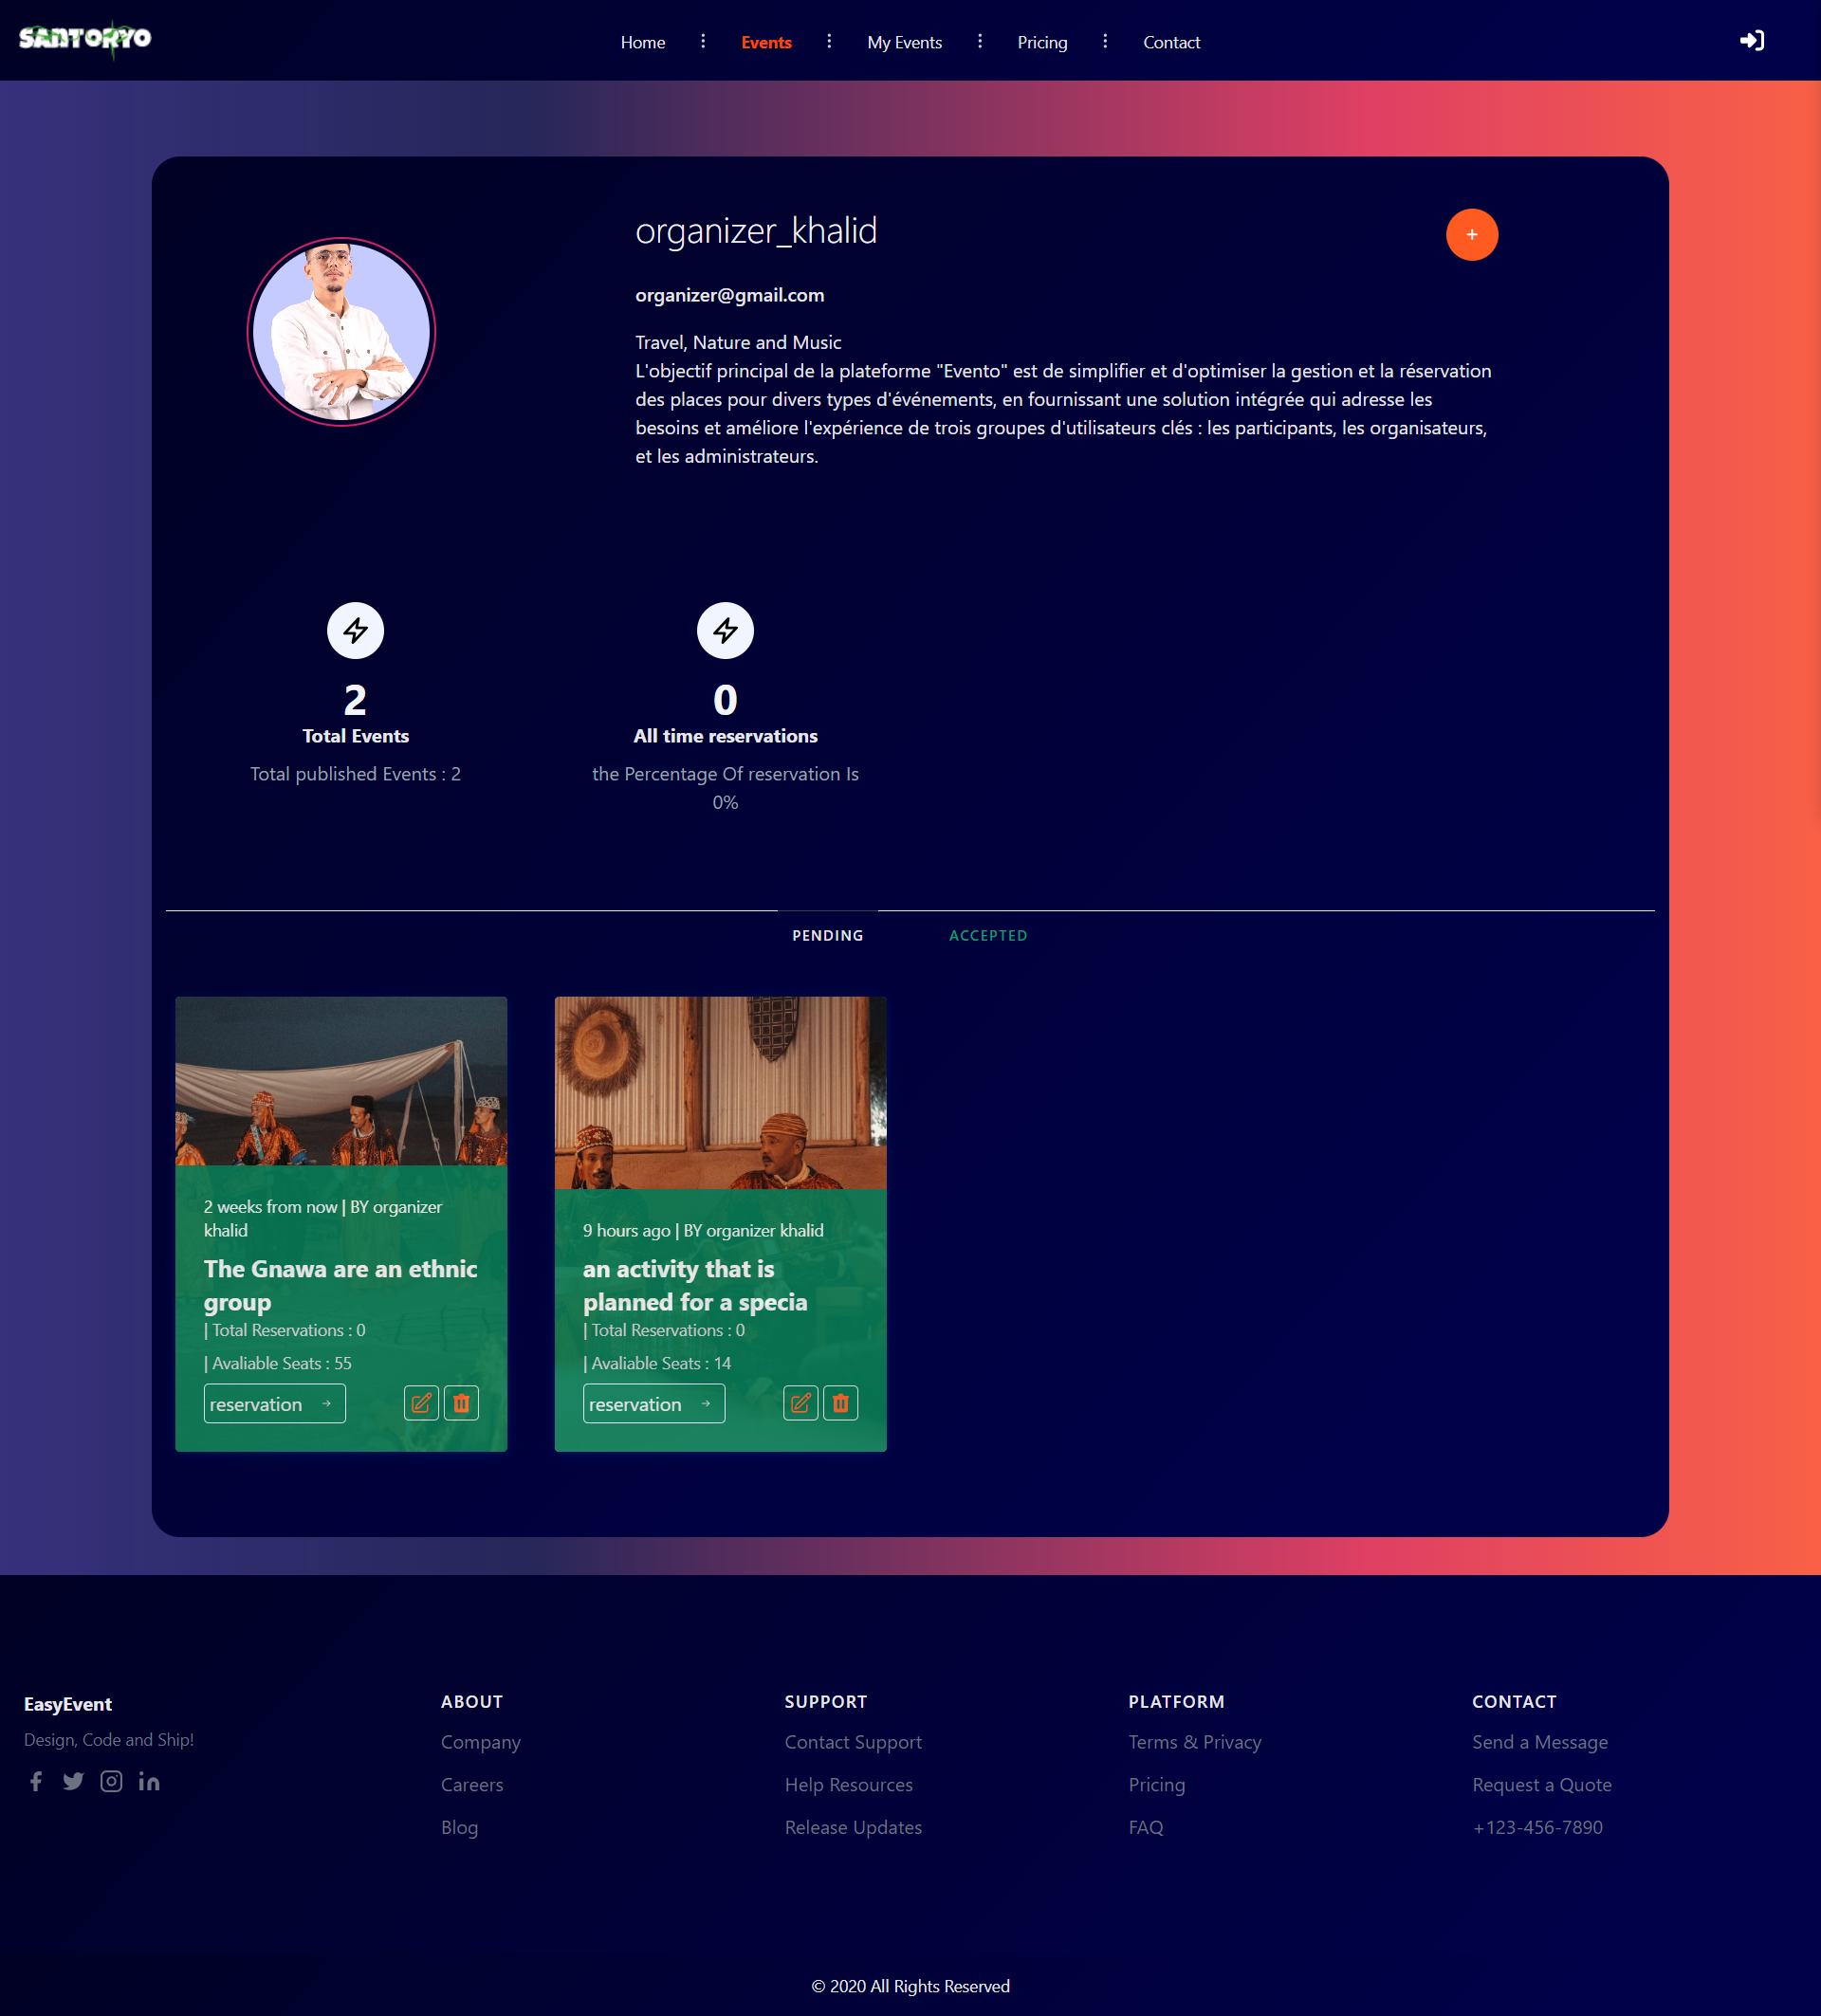 SANTORYO
Home
Events
My Events
Pricing
Contact
organizer_khalid
+
organizer@gmail.com
Travel, Nature and Music
L'objectif principal de la plateforme "Evento" est de simplifier et d'optimiser la gestion et la réservation
des places pour divers types d'événements, en fournissant une solution intégrée qui adresse les
besoins et améliore l'expérience de trois groupes d'utilisateurs clés : les participants, les organisateurs,
et les administrateurs.
2
Total Events
Total published Events : 2
0
All time reservations
the Percentage Of reservation Is
0%
PENDING
ACCEPTED
2 weeks from now | BY organizer
khalid
The Gnawa are an ethnic
group
| Total Reservations : 0
| Avaliable Seats : 55
reservation →
9 hours ago | BY organizer khalid
an activity that is
planned for a specia
| Total Reservations : 0
| Avaliable Seats : 14
reservation →
EasyEvent
Design, Code and Ship!
ABOUT
Company
Careers
Blog
SUPPORT
Contact Support
Help Resources
Release Updates
PLATFORM
Terms & Privacy
Pricing
FAQ
CONTACT
Send a Message
Request a Quote
+123-456-7890
© 2020 All Rights Reserved